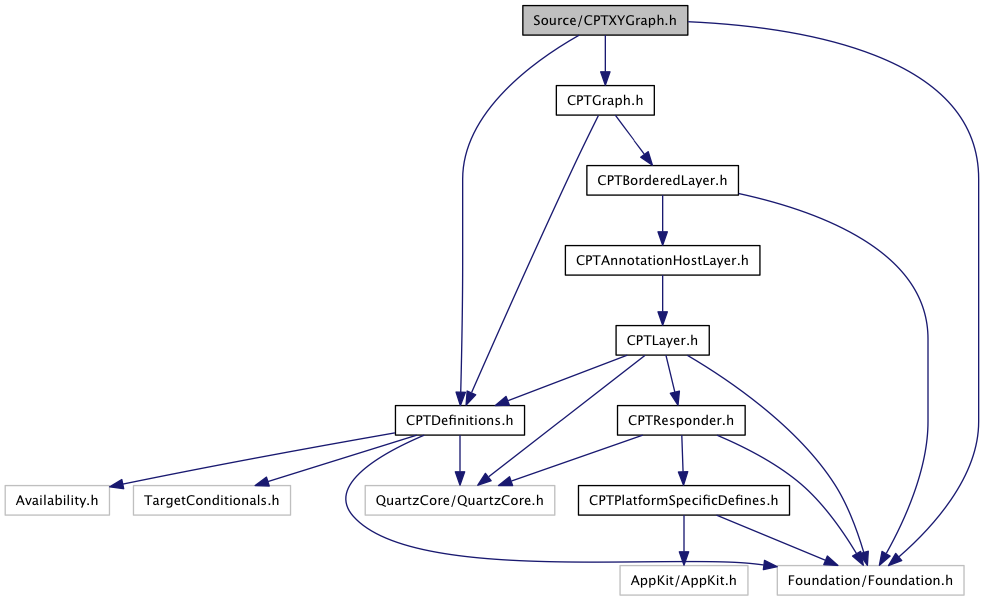 Source/CPTXYGraph.h
CPTGraph.h
CPTBorderedLayer.h
CPTAnnotationHostLayer.h
CPTLayer.h
CPTDefinitions.h
CPTResponder.h
Availability.h
TargetConditionals.h
QuartzCore/QuartzCore.h
CPTPlatformSpecificDefines.h
AppKit/AppKit.h
Foundation/Foundation.h